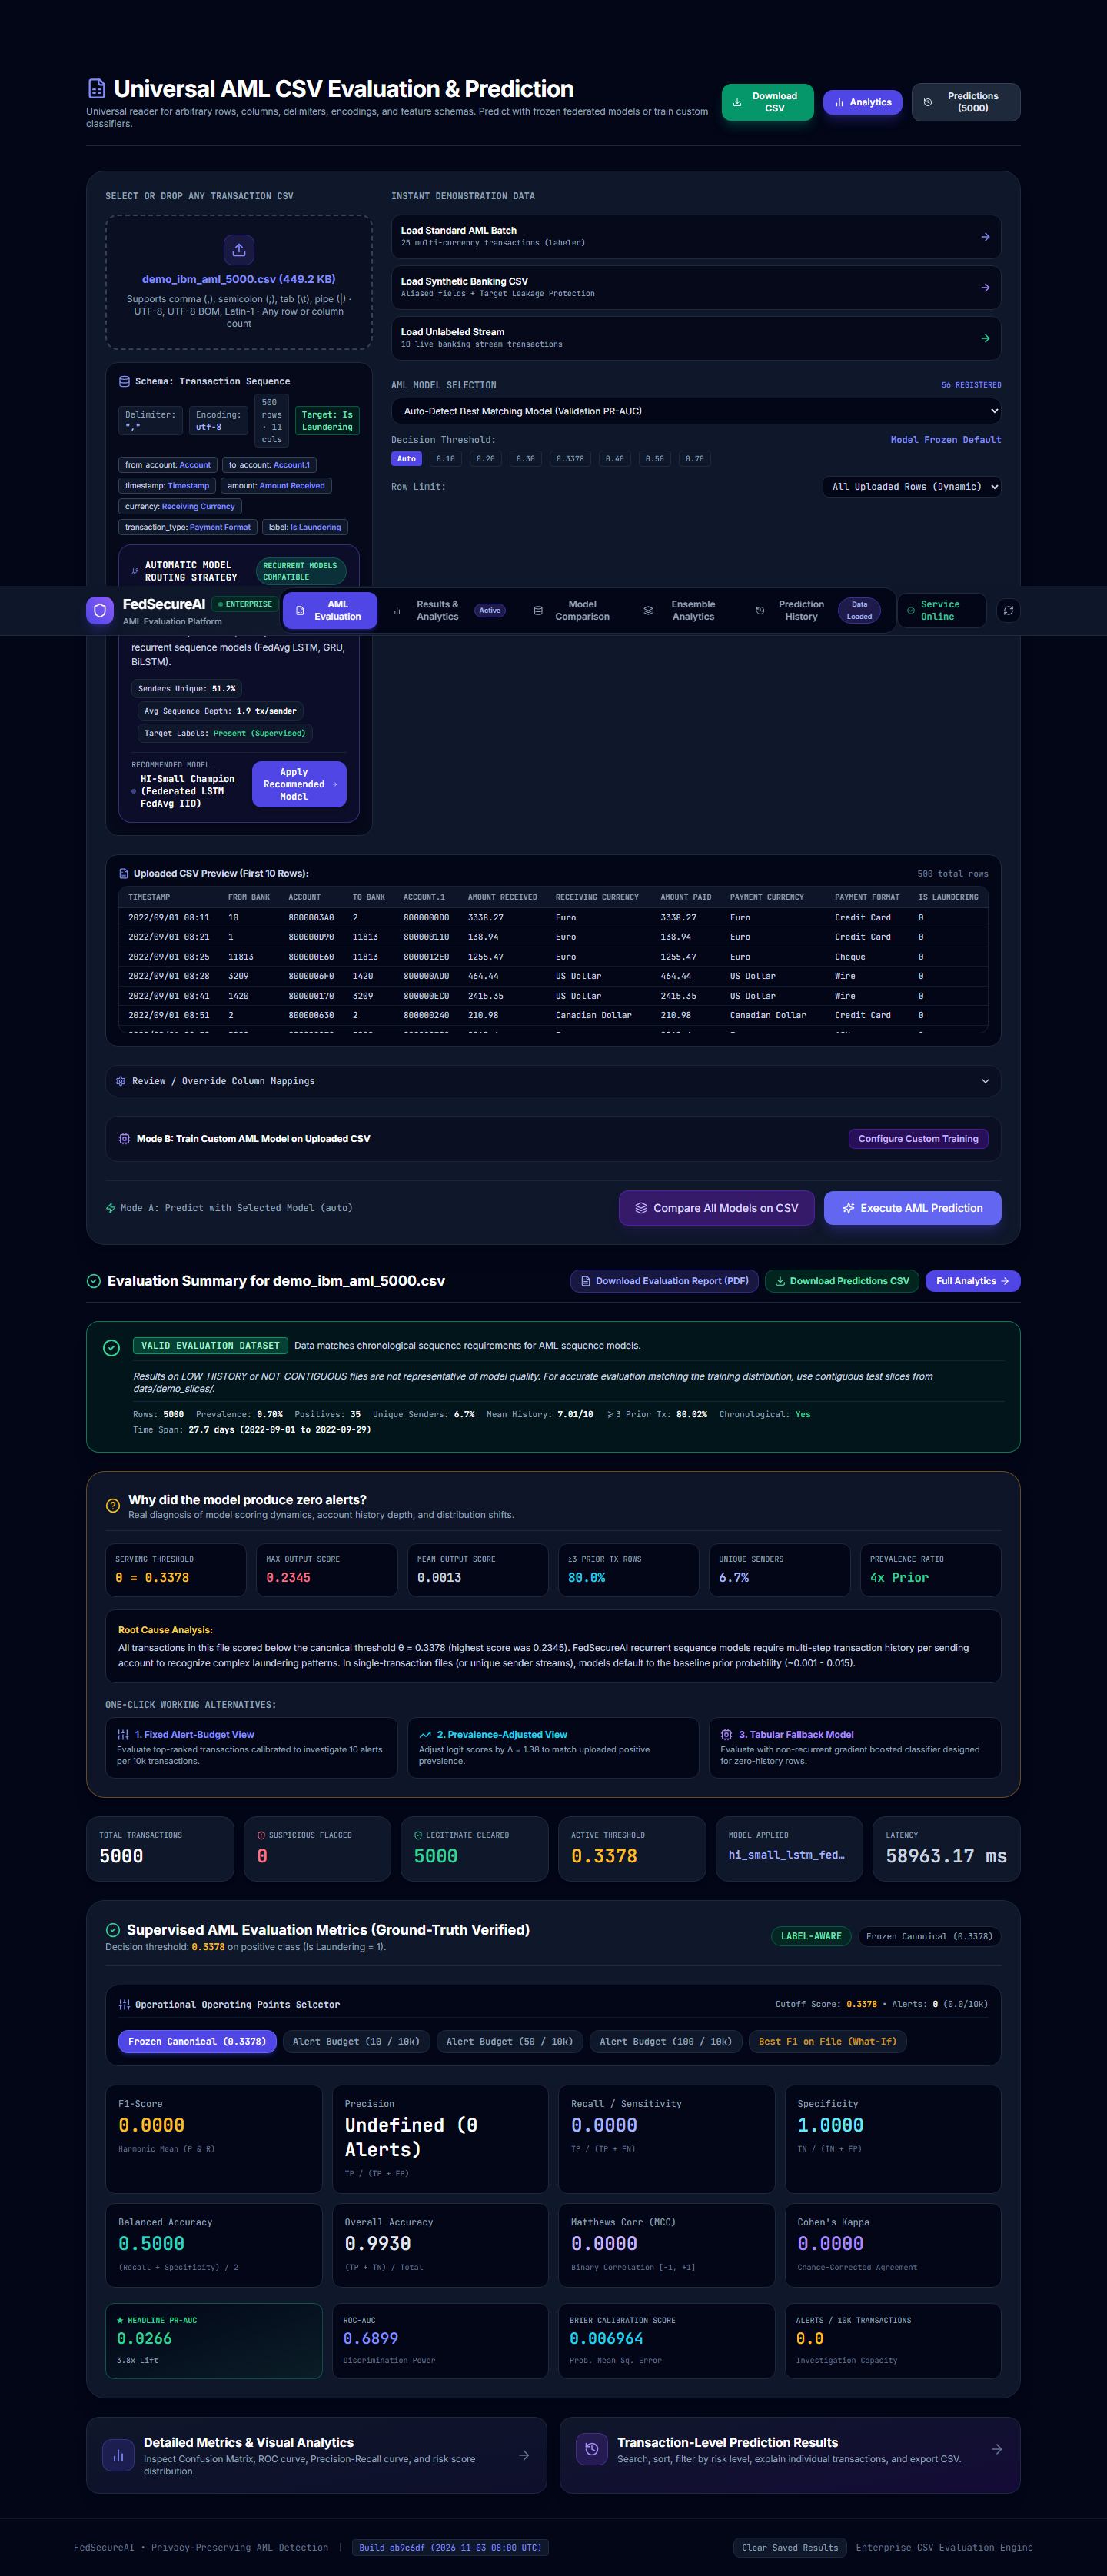 Universal AML CSV Evaluation & Prediction
Universal reader for arbitrary rows, columns, delimiters, encodings, and feature schemas. Predict with frozen federated models or train custom
classifiers.
Download
CSV
Analytics
Predictions
(5000)
SELECT OR DROP ANY TRANSACTION CSV
demo_ibm_aml_5000.csv (449.2 KB)
Supports comma (,), semicolon (;), tab (\t), pipe (|) ·
UTF-8, UTF-8 BOM, Latin-1 · Any row or column
count
INSTANT DEMONSTRATION DATA
Load Standard AML Batch
25 multi-currency transactions (labeled)
Load Synthetic Banking CSV
Aliased fields + Target Leakage Protection
Load Unlabeled Stream
10 live banking stream transactions
AML MODEL SELECTION
56 REGISTERED
Auto-Detect Best Matching Model (Validation PR-AUC)
Decision Threshold:
Model Frozen Default
Auto 0.10 0.20 0.30 0.3378 0.40 0.50 0.70
Row Limit:
All Uploaded Rows (Dynamic)
Schema: Transaction Sequence
Delimiter:
","
Encoding:
utf-8
500
rows
· 11
cols
Target: Is
Laundering
from_account: Account
to_account: Account.1
timestamp: Timestamp
amount: Amount Received
currency: Receiving Currency
transaction_type: Payment Format
label: Is Laundering
AUTOMATIC MODEL
ROUTING STRATEGY
RECURRENT MODELS
COMPATIBLE
FedSecureAI
ENTERPRISE
AML Evaluation Platform
AML
Evaluation
Results &
Analytics
Active
Model
Comparison
Ensemble
Analytics
Prediction
History
Data
Loaded
Service
Online
recurrent sequence models (FedAvg LSTM, GRU,
BiLSTM).
Senders Unique: 51.2%
Avg Sequence Depth: 1.9 tx/sender
Target Labels: Present (Supervised)
RECOMMENDED MODEL
HI-Small Champion
(Federated LSTM
FedAvg IID)
Apply
Recommended
Model
Uploaded CSV Preview (First 10 Rows):
500 total rows
TIMESTAMP FROM BANK ACCOUNT TO BANK ACCOUNT.1 AMOUNT RECEIVED RECEIVING CURRENCY AMOUNT PAID PAYMENT CURRENCY PAYMENT FORMAT IS LAUNDERING
2022/09/01 08:11 10 8000003A0 2 8000000D0 3338.27 Euro 3338.27 Euro Credit Card 0
2022/09/01 08:21 1 800000D90 11813 800000110 138.94 Euro 138.94 Euro Credit Card 0
2022/09/01 08:25 11813 800000E60 11813 8000012E0 1255.47 Euro 1255.47 Euro Cheque 0
2022/09/01 08:28 3209 8000006F0 1420 800000AD0 464.44 US Dollar 464.44 US Dollar Wire 0
2022/09/01 08:41 1420 800000170 3209 800000EC0 2415.35 US Dollar 2415.35 US Dollar Wire 0
2022/09/01 08:51 2 800000630 2 800000240 210.98 Canadian Dollar 210.98 Canadian Dollar Credit Card 0
Review / Override Column Mappings
Mode B: Train Custom AML Model on Uploaded CSV
Configure Custom Training
Mode A: Predict with Selected Model (auto)
Compare All Models on CSV
Execute AML Prediction
Evaluation Summary for demo_ibm_aml_5000.csv
Download Evaluation Report (PDF)
Download Predictions CSV
Full Analytics
VALID EVALUATION DATASET Data matches chronological sequence requirements for AML sequence models.
Results on LOW_HISTORY or NOT_CONTIGUOUS files are not representative of model quality. For accurate evaluation matching the training distribution, use contiguous test slices from
data/demo_slices/.
Rows: 5000 Prevalence: 0.70% Positives: 35 Unique Senders: 6.7% Mean History: 7.01/10 ≥3 Prior Tx: 80.02% Chronological: Yes
Time Span: 27.7 days (2022-09-01 to 2022-09-29)
Why did the model produce zero alerts?
Real diagnosis of model scoring dynamics, account history depth, and distribution shifts.
SERVING THRESHOLD
θ = 0.3378
MAX OUTPUT SCORE
0.2345
MEAN OUTPUT SCORE
0.0013
≥3 PRIOR TX ROWS
80.0%
UNIQUE SENDERS
6.7%
PREVALENCE RATIO
4x Prior
Root Cause Analysis:
All transactions in this file scored below the canonical threshold θ = 0.3378 (highest score was 0.2345). FedSecureAI recurrent sequence models require multi-step transaction history per sending
account to recognize complex laundering patterns. In single-transaction files (or unique sender streams), models default to the baseline prior probability (~0.001 - 0.015).
ONE-CLICK WORKING ALTERNATIVES:
1. Fixed Alert-Budget View
Evaluate top-ranked transactions calibrated to investigate 10 alerts
per 10k transactions.
2. Prevalence-Adjusted View
Adjust logit scores by Δ = 1.38 to match uploaded positive
prevalence.
3. Tabular Fallback Model
Evaluate with non-recurrent gradient boosted classifier designed
for zero-history rows.
TOTAL TRANSACTIONS
5000
SUSPICIOUS FLAGGED
0
LEGITIMATE CLEARED
5000
ACTIVE THRESHOLD
0.3378
MODEL APPLIED
hi_small_lstm_fed…
LATENCY
58963.17 ms
Supervised AML Evaluation Metrics (Ground-Truth Verified)
Decision threshold: 0.3378 on positive class (Is Laundering = 1).
LABEL-AWARE
Frozen Canonical (0.3378)
Operational Operating Points Selector
Cutoff Score: 0.3378 • Alerts: 0 (0.0/10k)
Frozen Canonical (0.3378)
Alert Budget (10 / 10k)
Alert Budget (50 / 10k)
Alert Budget (100 / 10k)
Best F1 on File (What-If)
F1-Score
0.0000
Harmonic Mean (P & R)
Precision
Undefined (0
Alerts)
TP / (TP + FP)
Recall / Sensitivity
0.0000
TP / (TP + FN)
Specificity
1.0000
TN / (TN + FP)
Balanced Accuracy
0.5000
(Recall + Specificity) / 2
Overall Accuracy
0.9930
(TP + TN) / Total
Matthews Corr (MCC)
0.0000
Binary Correlation [-1, +1]
Cohen's Kappa
0.0000
Chance-Corrected Agreement
★ HEADLINE PR-AUC
0.0266
3.8x Lift
ROC-AUC
0.6899
Discrimination Power
BRIER CALIBRATION SCORE
0.006964
Prob. Mean Sq. Error
ALERTS / 10K TRANSACTIONS
0.0
Investigation Capacity
Detailed Metrics & Visual Analytics
Inspect Confusion Matrix, ROC curve, Precision-Recall curve, and risk score
distribution.
Transaction-Level Prediction Results
Search, sort, filter by risk level, explain individual transactions, and export CSV.
FedSecureAI • Privacy-Preserving AML Detection | Build ab9c6df (2026-11-03 08:00 UTC)
Clear Saved Results
Enterprise CSV Evaluation Engine